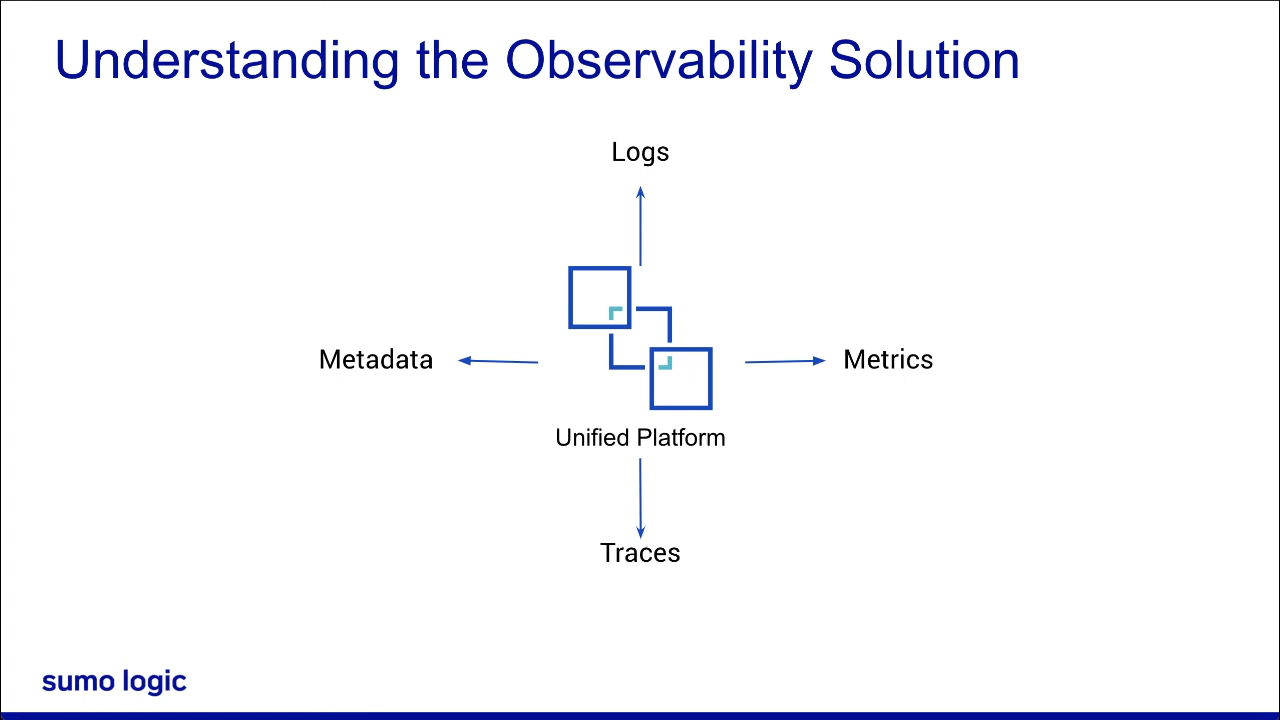 Understanding the Observability Solution
Logs
Metadata
Metrics
Unified Platform
Traces
sumo logic